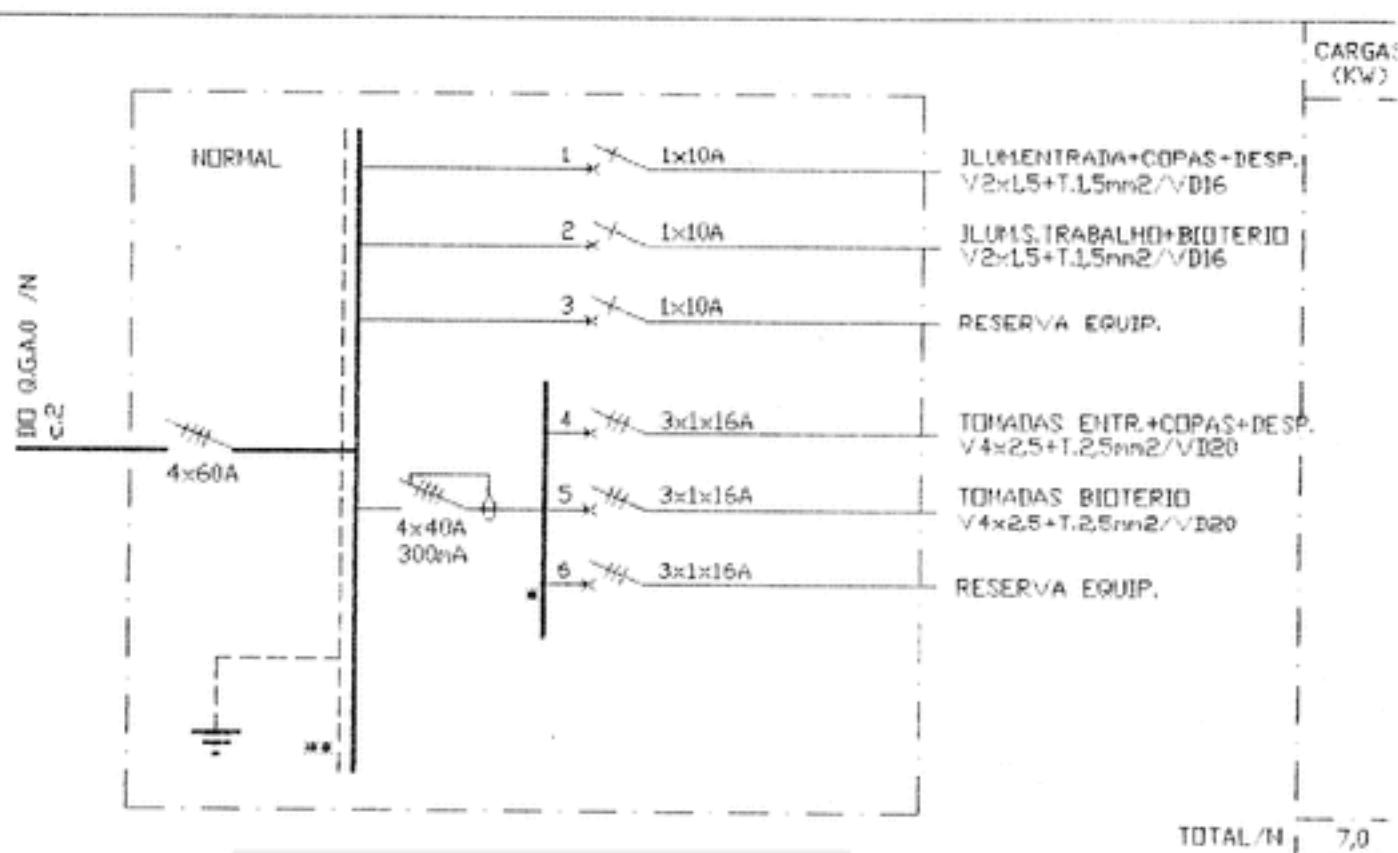 CARGAS
(KW)
NORMAL
1 1x10A ILUM.ENTRADA+COPAS+DESP.
V2x1,5+T.1,5mm2/VD16
2 1x10A ILUM.S.TRABALHO+BIOTERIO
V2x1,5+T.1,5mm2/VD16
3 1x10A RESERVA EQUIP.
DO Q.G.A.0 /N
c.2
4x60A
4 3x1x16A TOMADAS ENTR.+COPAS+DESP.
V4x2,5+T.2,5mm2/VD20
4x40A
300mA
5 3x1x16A TOMADAS BIOTERIO
V4x2,5+T.2,5mm2/VD20
6 3x1x16A RESERVA EQUIP.
*
**
TOTAL/N 7,0